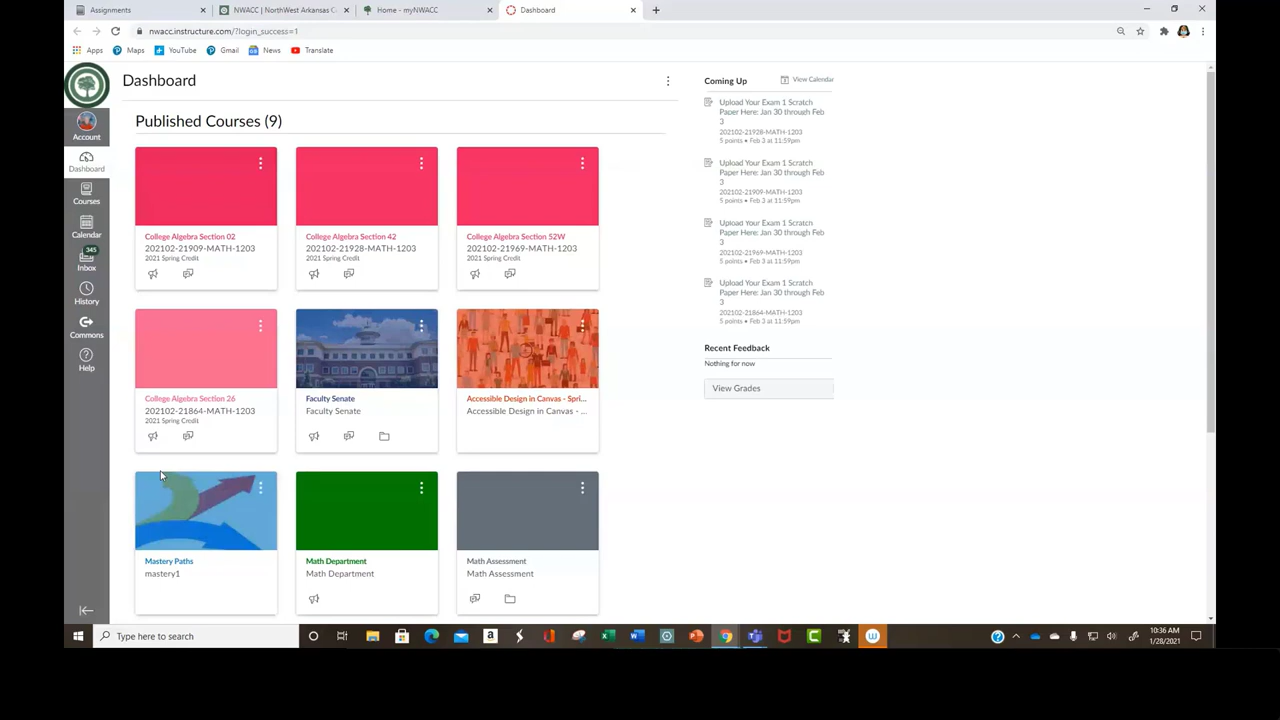 Assignments
NWACC | NorthWest Arkansas C
Home - myNWACC
Dashboard
nwacc.instructure.com/?login_success=1
Apps
Maps
YouTube
Gmail
News
Translate
Account
Dashboard
Courses
Calendar
345
Inbox
History
Commons
Help
Dashboard
Published Courses (9)
College Algebra Section 02
202102-21909-MATH-1203
2021 Spring Credit
College Algebra Section 42
202102-21928-MATH-1203
2021 Spring Credit
College Algebra Section 52W
202102-21969-MATH-1203
2021 Spring Credit
College Algebra Section 26
202102-21864-MATH-1203
2021 Spring Credit
Faculty Senate
Faculty Senate
Accessible Design in Canvas - Spri...
Accessible Design in Canvas - ...
Mastery Paths
mastery1
Math Department
Math Department
Math Assessment
Math Assessment
Coming Up
View Calendar
Upload Your Exam 1 Scratch
Paper Here: Jan 30 through Feb
3
202102-21928-MATH-1203
5 points • Feb 3 at 11:59pm
Upload Your Exam 1 Scratch
Paper Here: Jan 30 through Feb
3
202102-21909-MATH-1203
5 points • Feb 3 at 11:59pm
Upload Your Exam 1 Scratch
Paper Here: Jan 30 through Feb
3
202102-21969-MATH-1203
5 points • Feb 3 at 11:59pm
Upload Your Exam 1 Scratch
Paper Here: Jan 30 through Feb
3
202102-21864-MATH-1203
5 points • Feb 3 at 11:59pm
Recent Feedback
Nothing for now
View Grades
Type here to search
10:36 AM
1/28/2021